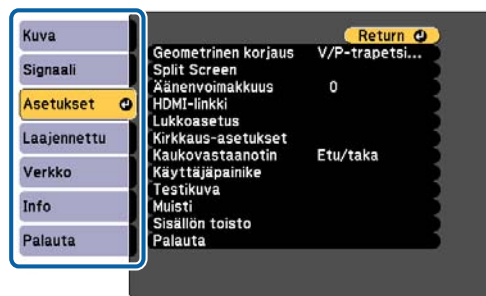 Kuva
Signaali
Asetukset
Laajennettu
Verkko
Info
Palauta
Return
Geometrinen korjaus V/P-trapetsi...
Split Screen
Äänenvoimakkuus 0
HDMI-linkki
Lukkoasetus
Kirkkaus-asetukset
Kaukovastaanotin Etu/taka
Käyttäjäpainike
Testikuva
Muisti
Sisällön toisto
Palauta